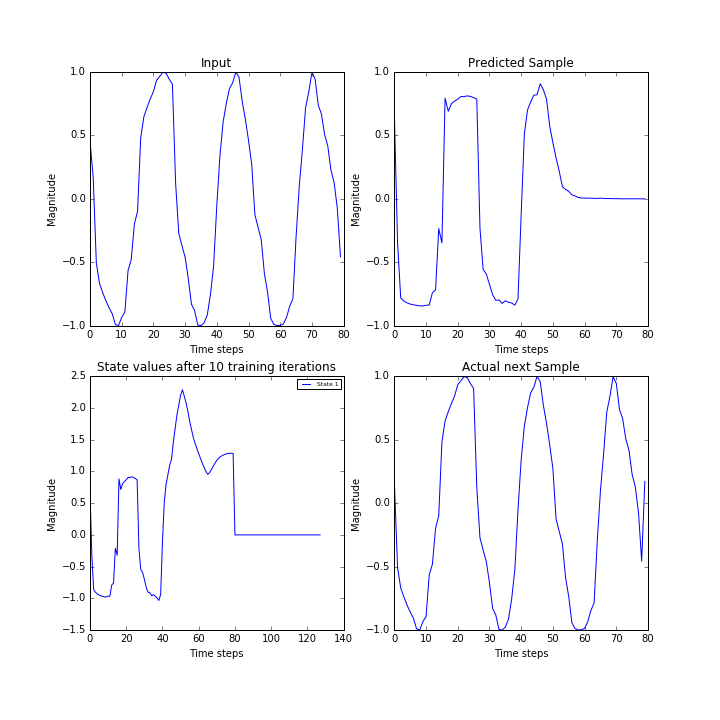 Input
1.0
0.5
0.0
−0.5
−1.0
Magnitude
0 10 20 30 40 50 60 70 80
Time steps
Predicted Sample
1.0
0.5
0.0
−0.5
−1.0
Magnitude
0 10 20 30 40 50 60 70 80
Time steps
State values after 10 training iterations
2.5
2.0
1.5
1.0
0.5
0.0
−0.5
−1.0
−1.5
Magnitude
State 1
0 20 40 60 80 100 120 140
Time steps
Actual next Sample
1.0
0.5
0.0
−0.5
−1.0
Magnitude
0 10 20 30 40 50 60 70 80
Time steps